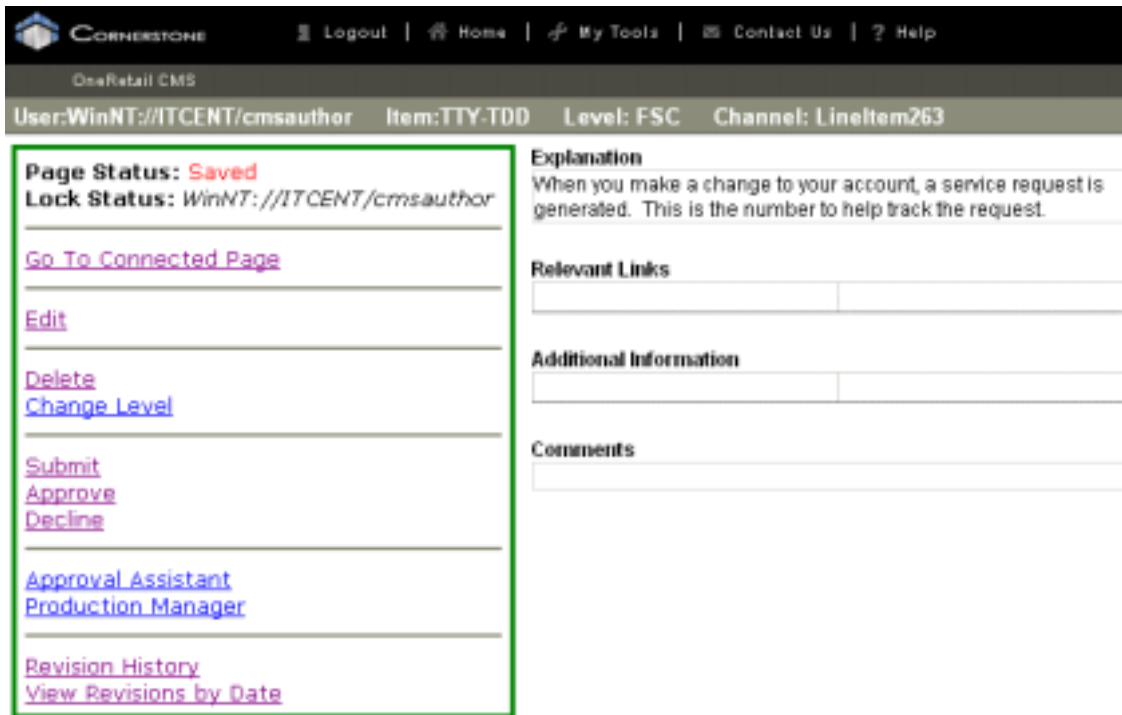 CORNERSTONE Logout | Home | My Tools | Contact Us | ? Help
OneRetail CMS
User:WinNT://ITCENT/cmsauthor Item:TTY-TDD Level: FSC Channel: LineItem263
Page Status: Saved
Lock Status: WinNT://ITCENT/cmsauthor
Go To Connected Page
Edit
Delete
Change Level
Submit
Approve
Decline
Approval Assistant
Production Manager
Revision History
View Revisions by Date
Explanation
When you make a change to your account, a service request is
generated. This is the number to help track the request.
Relevant Links
Additional Information
Comments